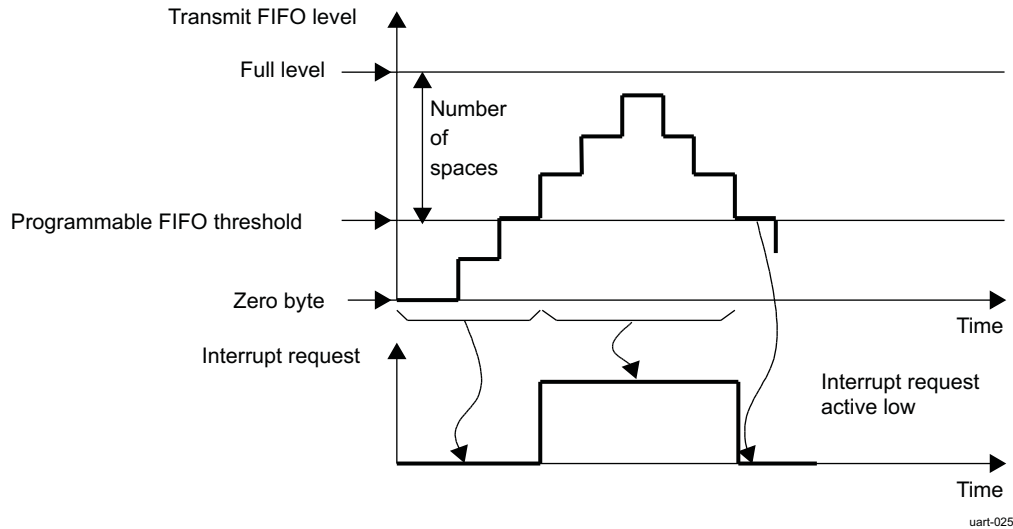 Transmit FIFO level
Full level
Number
of
spaces
Programmable FIFO threshold
Zero byte
Time
Interrupt request
Interrupt request
active low
Time
uart-025